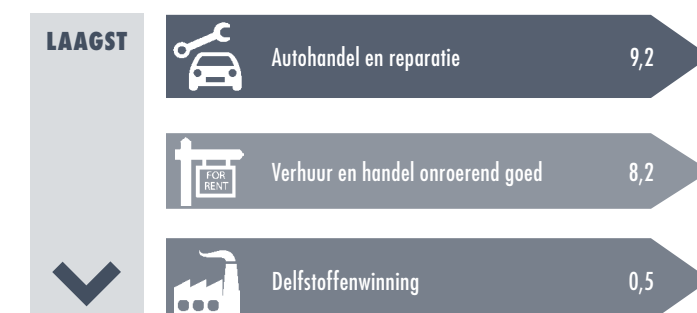 LAAGST
Autohandel en reparatie 9,2
FOR
RENT
Verhuur en handel onroerend goed 8,2
Delfstoffenwinning 0,5